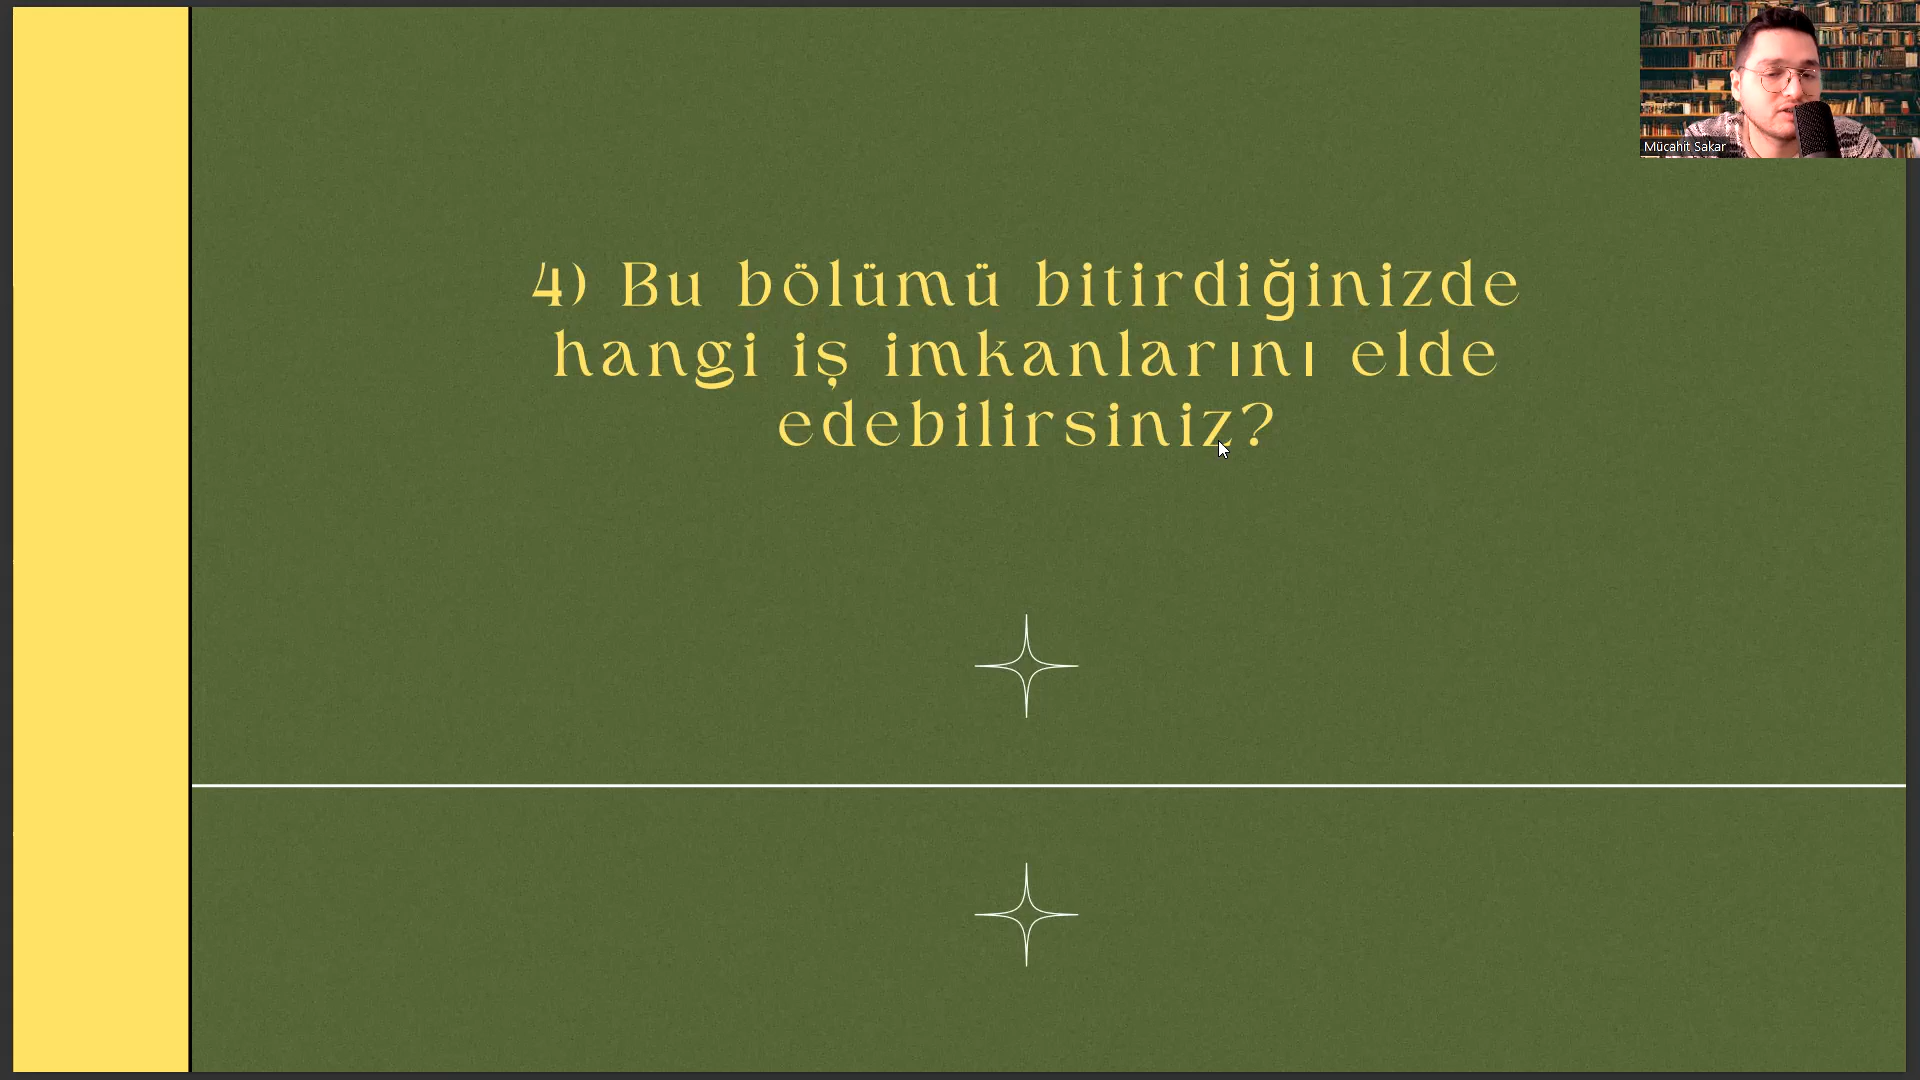 Mücahit Sakar
4) Bu bölümü bitirdiğinizde
hangi iş imkanlarını elde
edebilirsiniz?